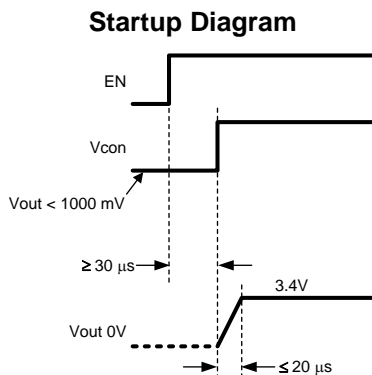 Startup Diagram
EN
Vcon
Vout < 1000 mV
≥ 30 μs
3.4V
Vout 0V
≤ 20 μs